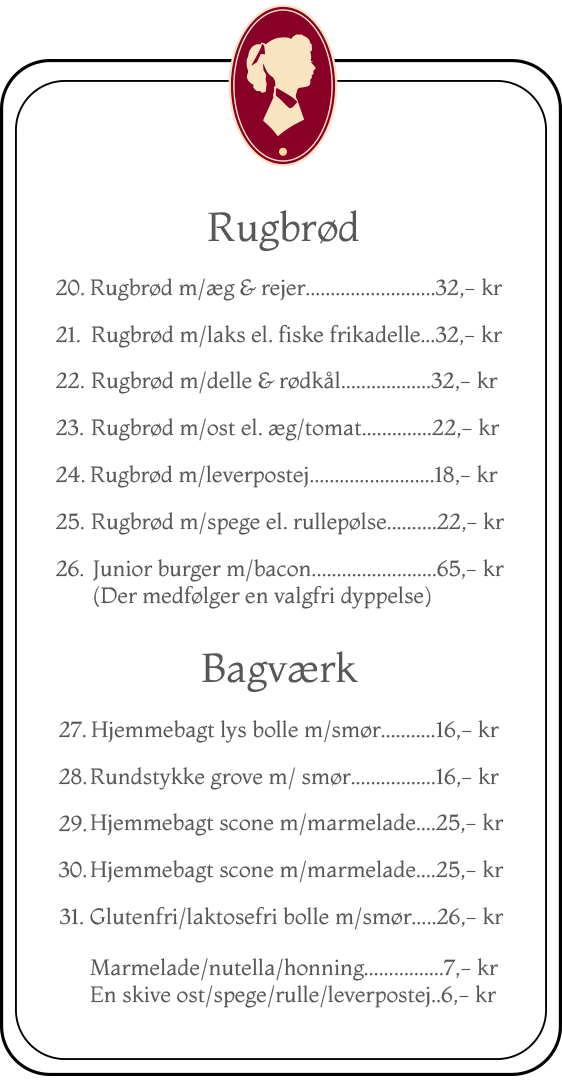 Rugbrød
20. Rugbrød m/æg & rejer..........................32,- kr
21. Rugbrød m/laks el. fiske frikadelle...32,- kr
22. Rugbrød m/delle & rødkål..................32,- kr
23. Rugbrød m/ost el. æg/tomat..............22,- kr
24. Rugbrød m/leverpostej.........................18,- kr
25. Rugbrød m/spege el. rullepølse..........22,- kr
26. Junior burger m/bacon.........................65,- kr
(Der medfølger en valgfri dyppelse)
Bagværk
27. Hjemmebagt lys bolle m/smør...........16,- kr
28. Rundstykke grove m/ smør.................16,- kr
29. Hjemmebagt scone m/marmelade....25,- kr
30. Hjemmebagt scone m/marmelade....25,- kr
31. Glutenfri/laktosefri bolle m/smør.....26,- kr
Marmelade/nutella/honning................7,- kr
En skive ost/spege/rulle/leverpostej..6,- kr